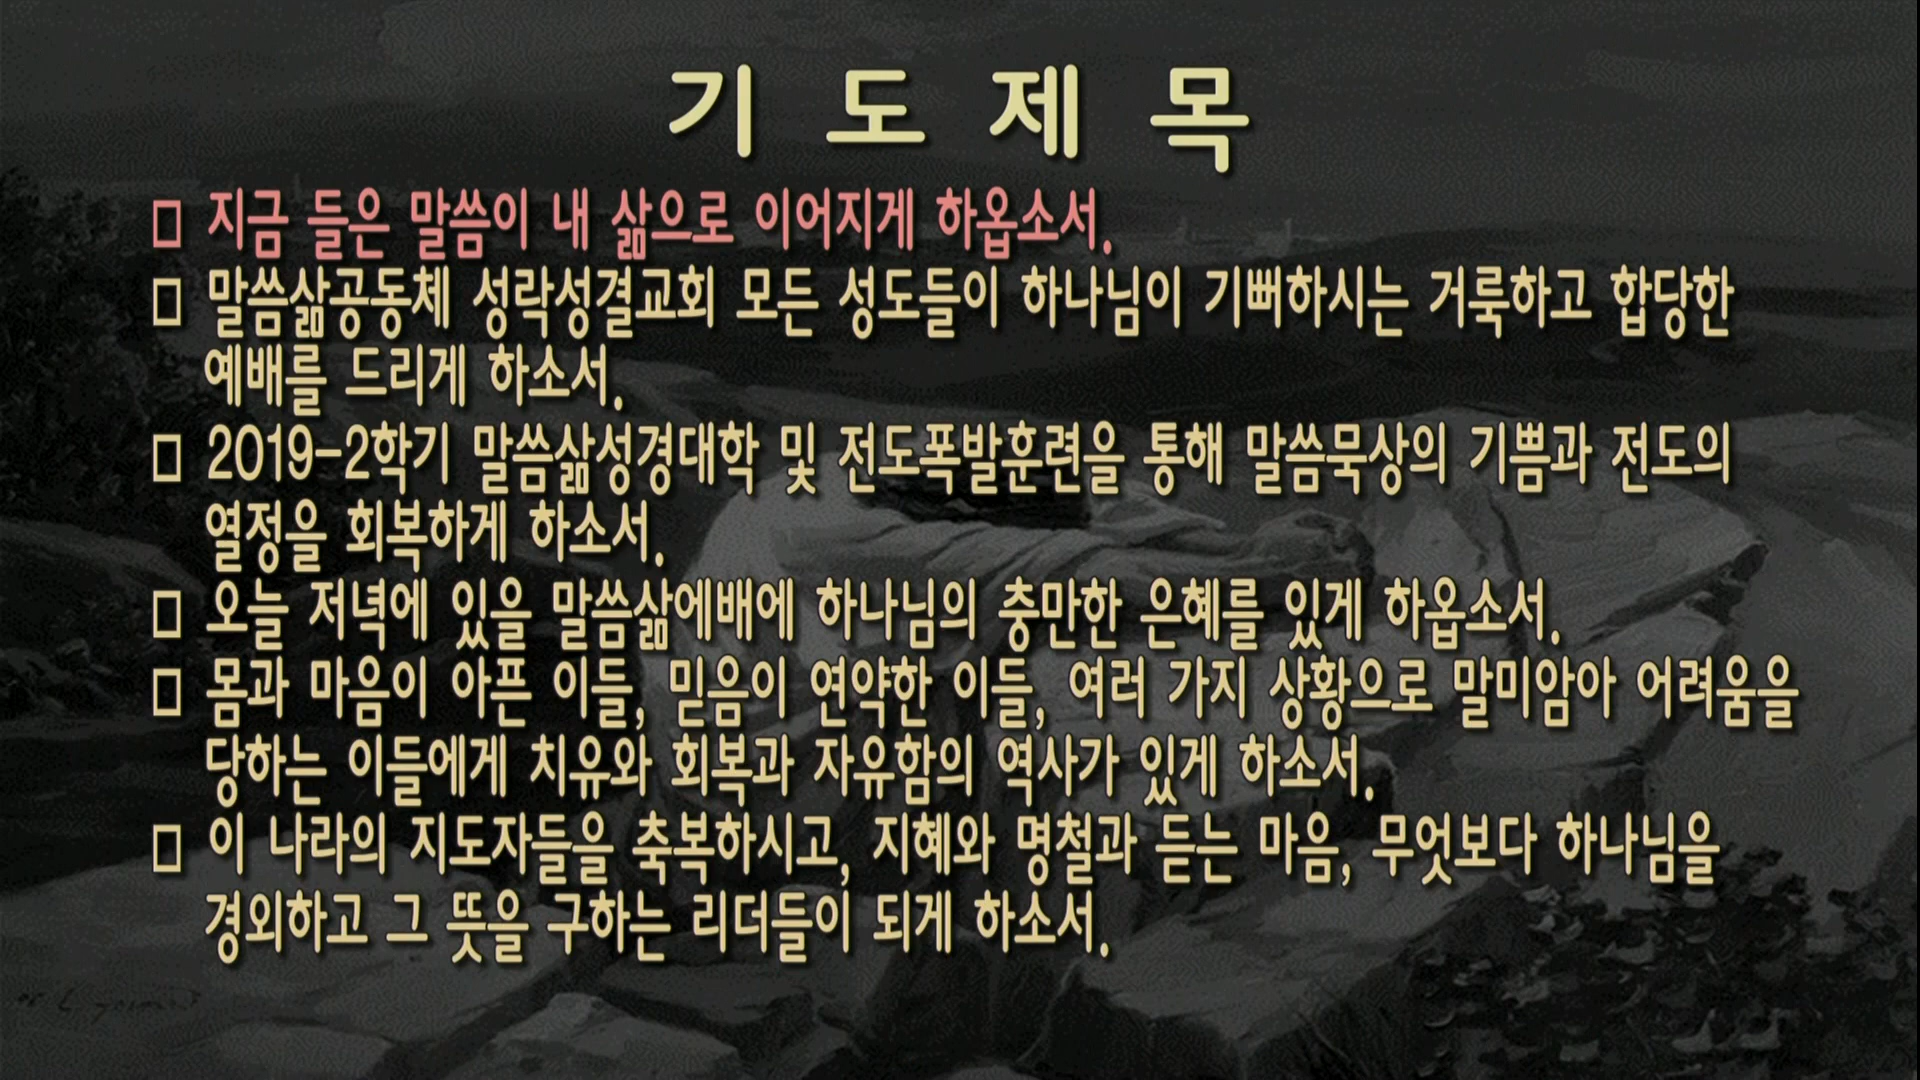 기 도 제 목
□ 지금 들은 말씀이 내 삶으로 이어지게 하옵소서.
□ 말씀삶공동체 성락성결교회 모든 성도들이 하나님이 기뻐하시는 거룩하고 합당한
예배를 드리게 하소서.
□ 2019-2학기 말씀삶성경대학 및 전도폭발훈련을 통해 말씀묵상의 기쁨과 전도의
열정을 회복하게 하소서.
□ 오늘 저녁에 있을 말씀삶에배에 하나님의 충만한 은혜를 있게 하옵소서.
□ 몸과 마음이 아픈 이들, 믿음이 연약한 이들, 여러 가지 상황으로 말미암아 어려움을
당하는 이들에게 치유와 회복과 자유함의 역사가 있게 하소서.
□ 이 나라의 지도자들을 축복하시고, 지혜와 명철과 듣는 마음, 무엇보다 하나님을
경외하고 그 뜻을 구하는 리더들이 되게 하소서.